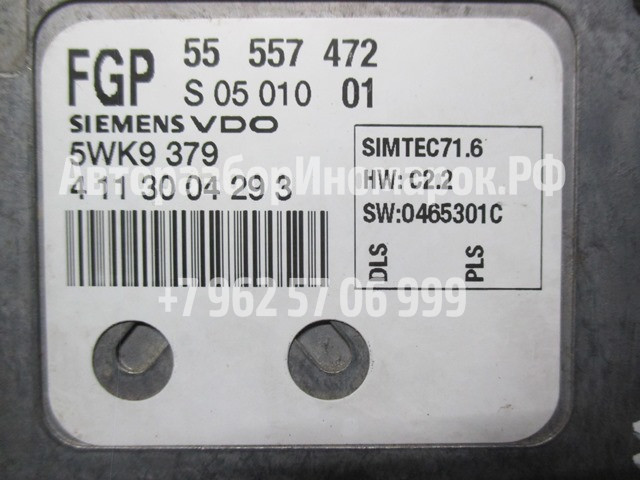 FGP 55 557 472
S 05 010 01
SIEMENS VDO
5WK9 379
4 11 30 04 29 3
SIMTEC71.6
HW: C2.2
SW:0465301C
DLS
PLS
АвторазборИномарок.РФ
+7 962 57 06 999